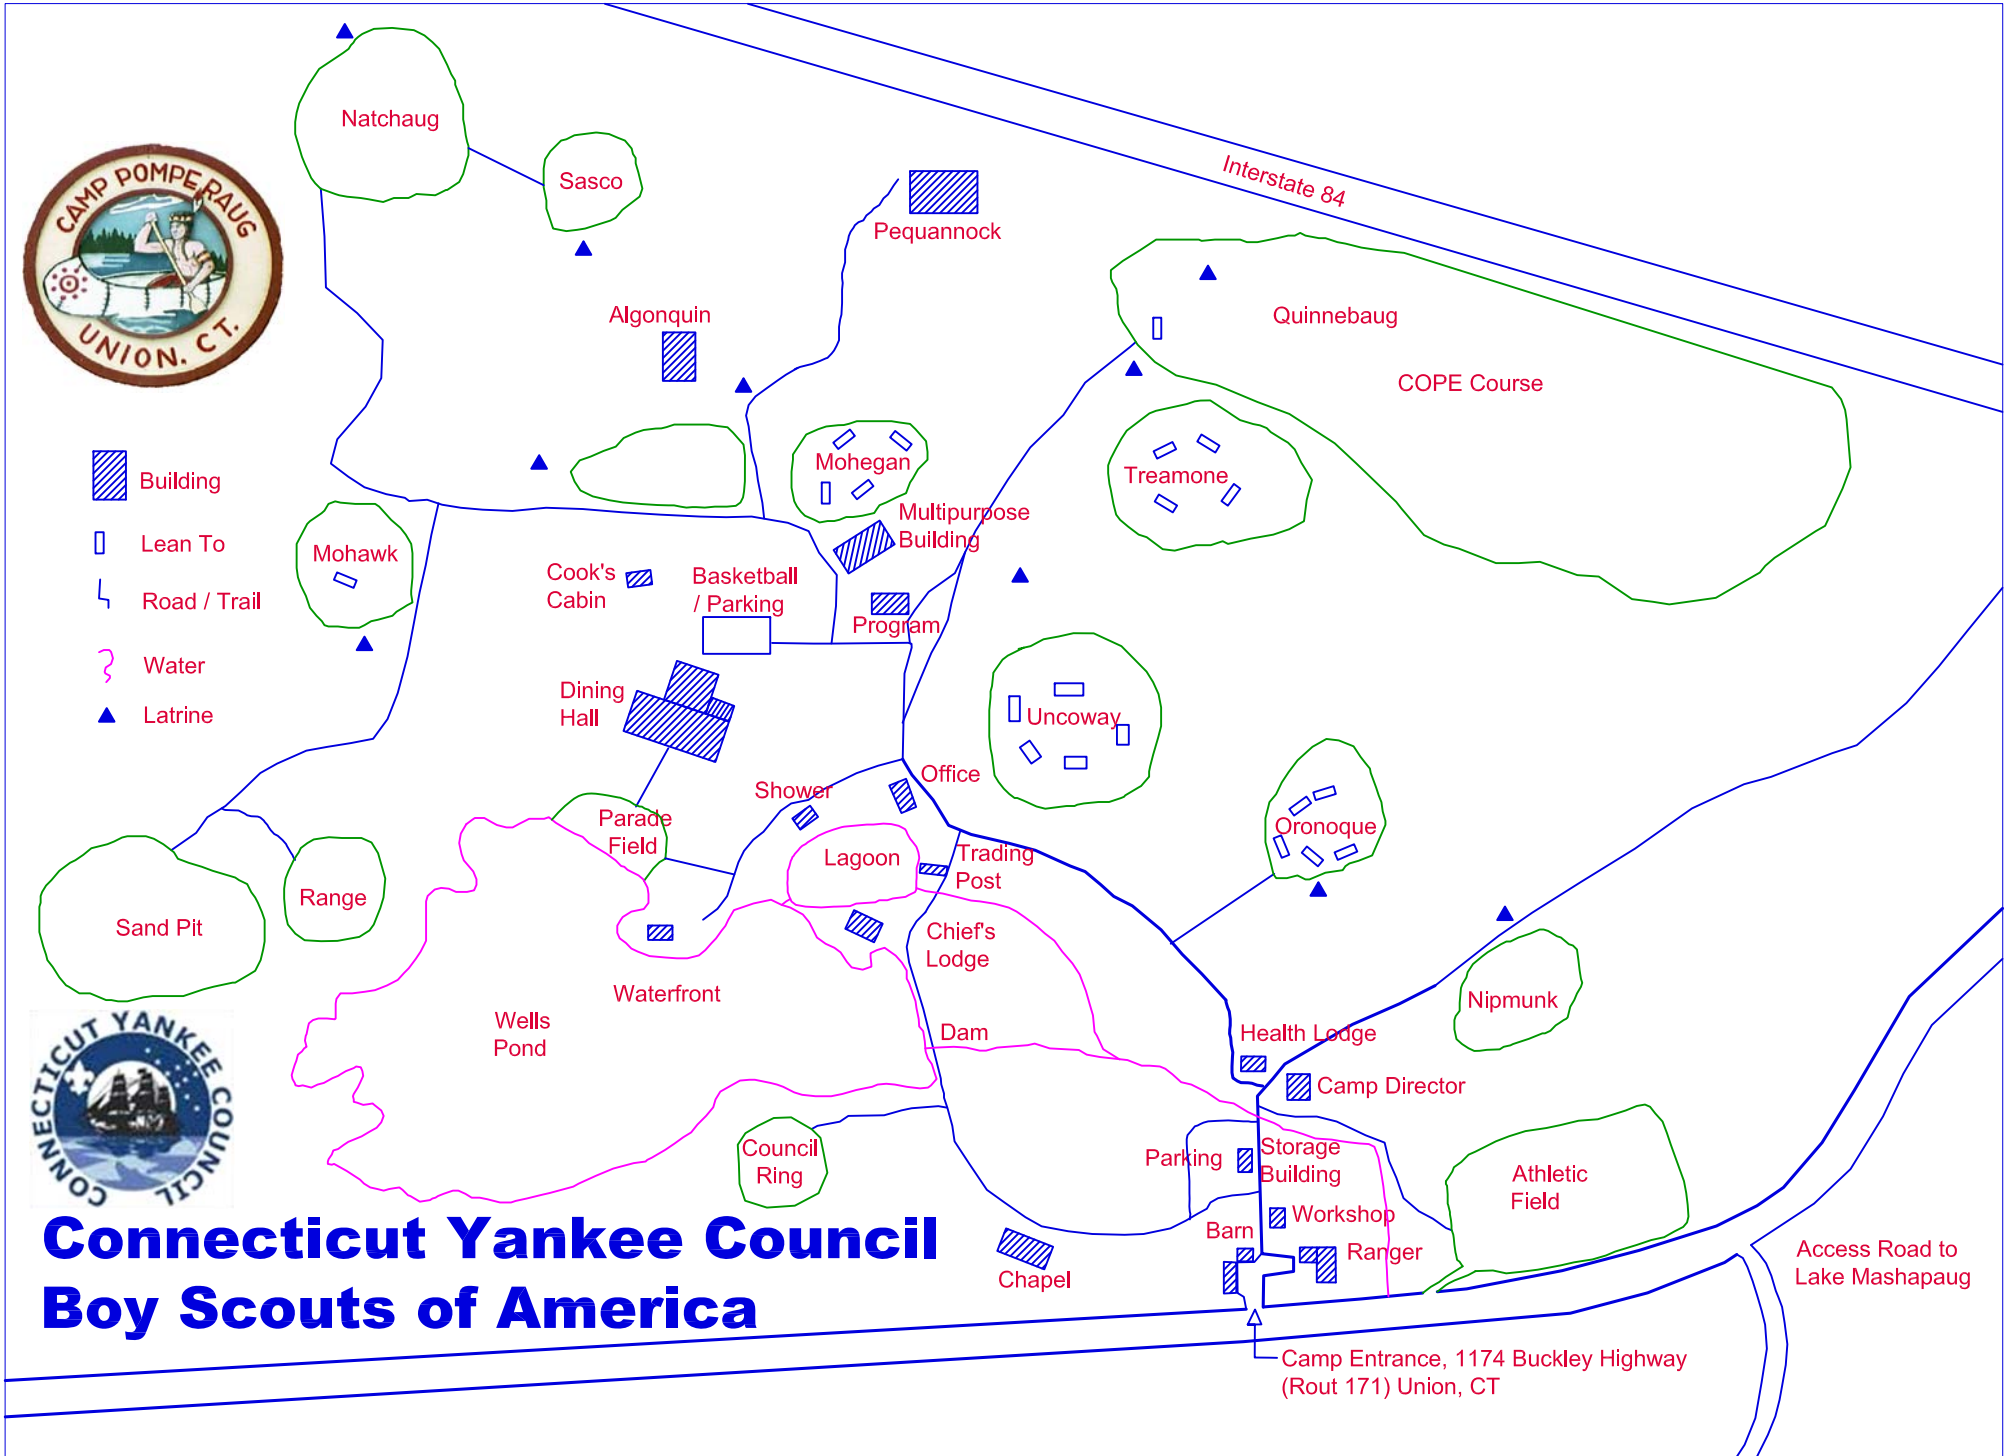 Natchaug
Sasco
CAMP POMPERAUG
UNION, CT.
Pequannock
Interstate 84
Algonquin
Quinnebaug
COPE Course
Mohegan
Treamone
Building
Lean To
Road / Trail
Water
Latrine
Mohawk
Multipurpose
Building
Cook's
Cabin
Basketball
/ Parking
Program
Dining
Hall
Uncoway
Office
Shower
Parade
Field
Lagoon
Trading
Post
Oronoque
Range
Sand Pit
Chief's
Lodge
Waterfront
Wells
Pond
Dam
Nipmunk
Health Lodge
Camp Director
CONNECTICUT YANKEE COUNCIL
Council
Ring
Parking
Storage
Building
Athletic
Field
Workshop
Barn
Ranger
Chapel
Access Road to
Lake Mashapaug
Connecticut Yankee Council
Boy Scouts of America
Camp Entrance, 1174 Buckley Highway
(Rout 171) Union, CT